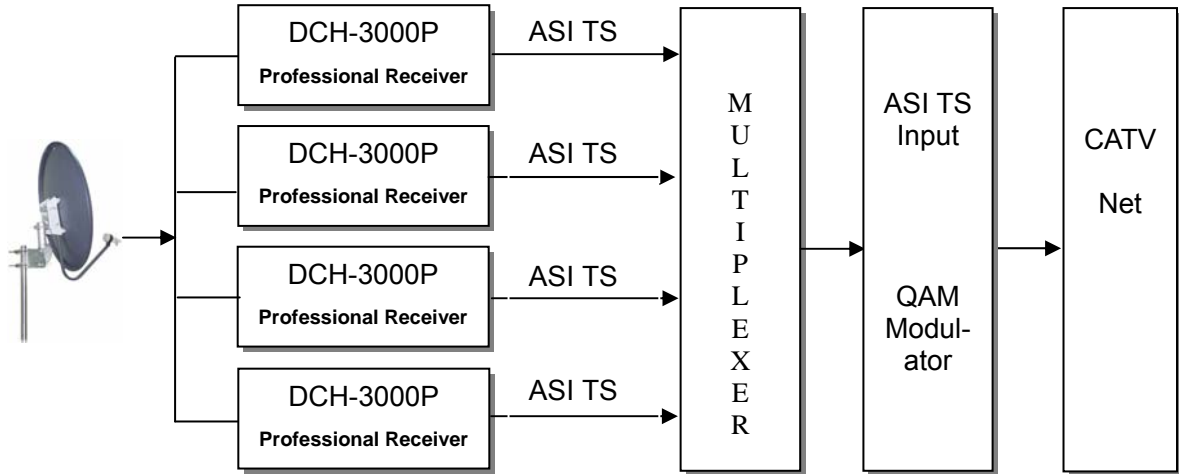 DCH-3000P
Professional Receiver
ASI TS
DCH-3000P
Professional Receiver
ASI TS
DCH-3000P
Professional Receiver
ASI TS
DCH-3000P
Professional Receiver
ASI TS
M
U
L
T
I
P
L
E
X
E
R
ASI TS
Input
QAM
Modul-
ator
CATV
Net